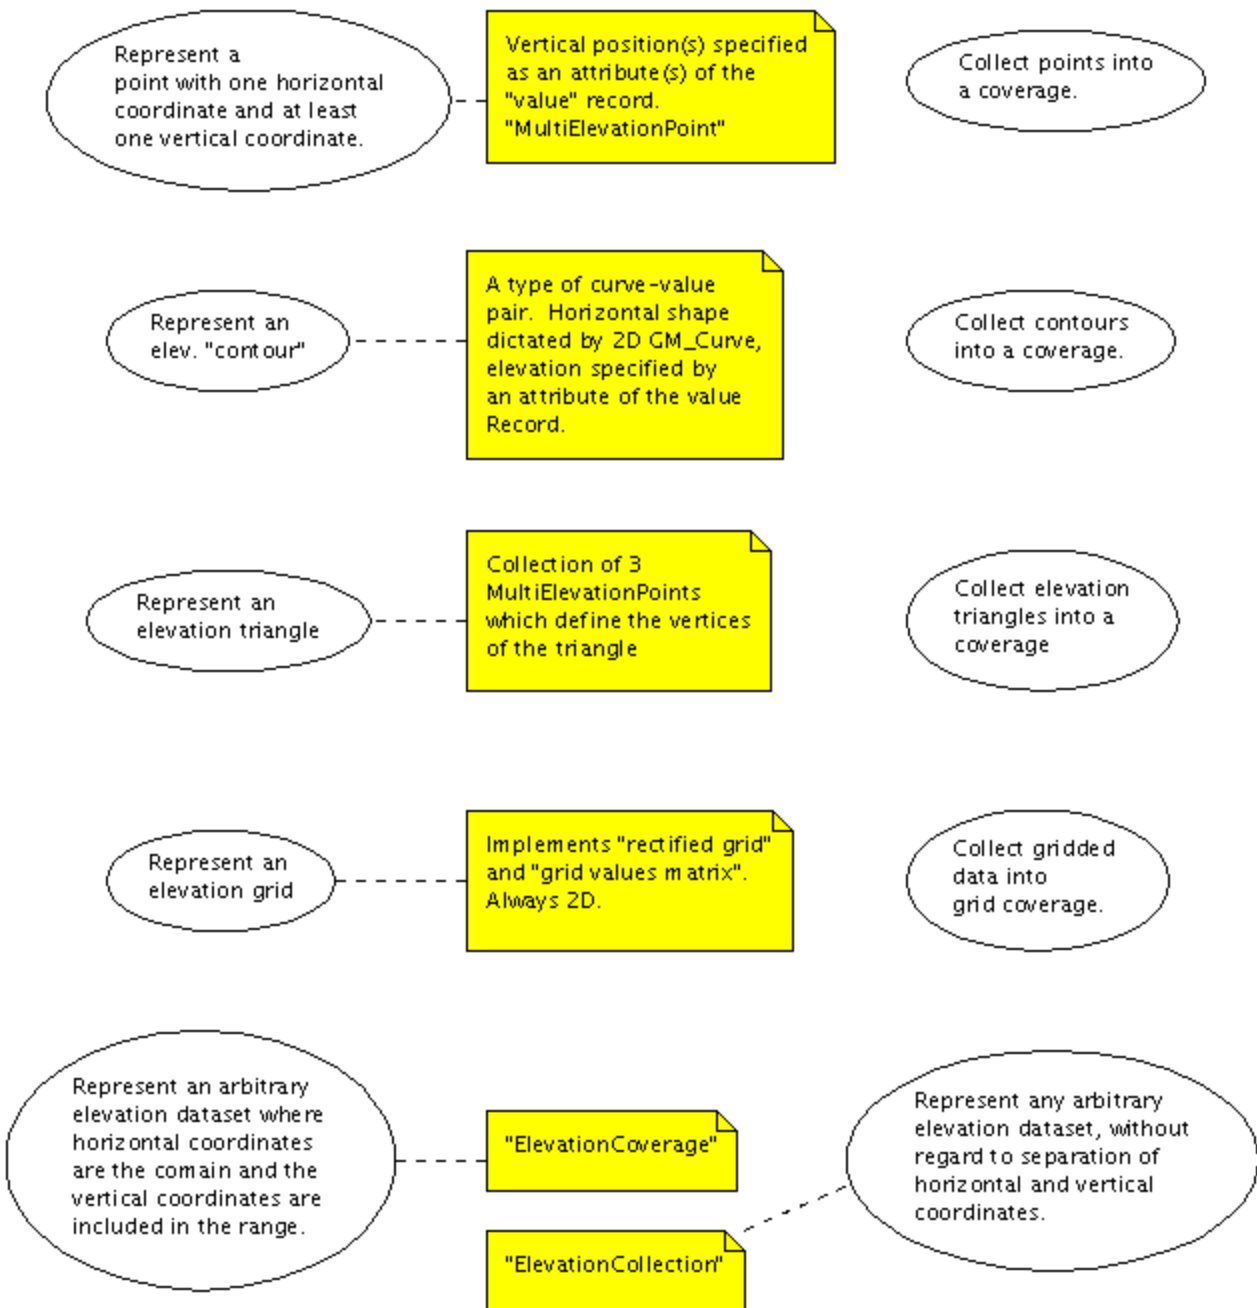 Represent a
point with one horizontal
coordinate and at least
one vertical coordinate.
Vertical position(s) specified
as an attribute(s) of the
"value" record.
"MultiElevationPoint"
Collect points into
a coverage.
Represent an
elev. "contour"
A type of curve-value
pair. Horizontal shape
dictated by 2D GM_Curve,
elevation specified by
an attribute of the value
Record.
Collect contours
into a coverage.
Represent an
elevation triangle
Collection of 3
MultiElevationPoints
which define the vertices
of the triangle
Collect elevation
triangles into a
coverage
Represent an
elevation grid
Implements "rectified grid"
and "grid values matrix".
Always 2D.
Collect gridded
data into
grid coverage.
Represent an arbitrary
elevation dataset where
horizontal coordinates
are the comain and the
vertical coordinates are
included in the range.
"ElevationCoverage"
Represent any arbitrary
elevation dataset, without
regard to separation of
horizontal and vertical
coordinates.
"ElevationCollection"